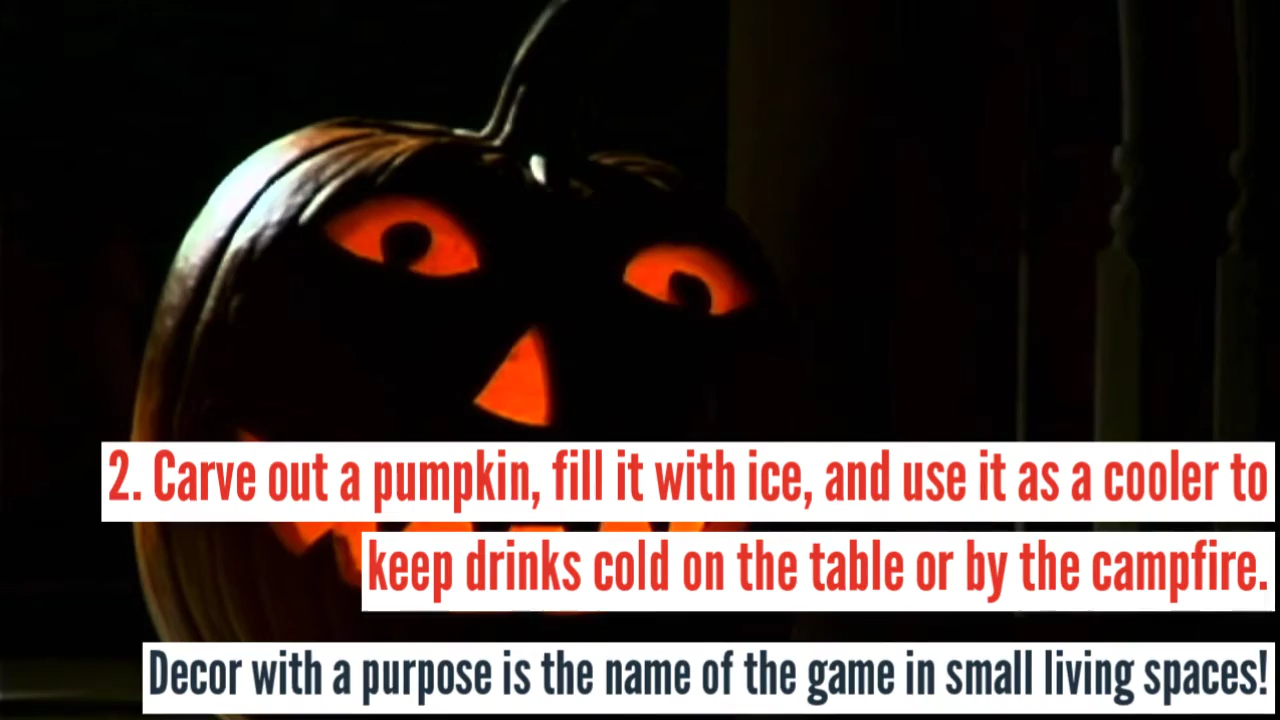 2. Carve out a pumpkin, fill it with ice, and use it as a cooler to
keep drinks cold on the table or by the campfire.
Decor with a purpose is the name of the game in small living spaces!